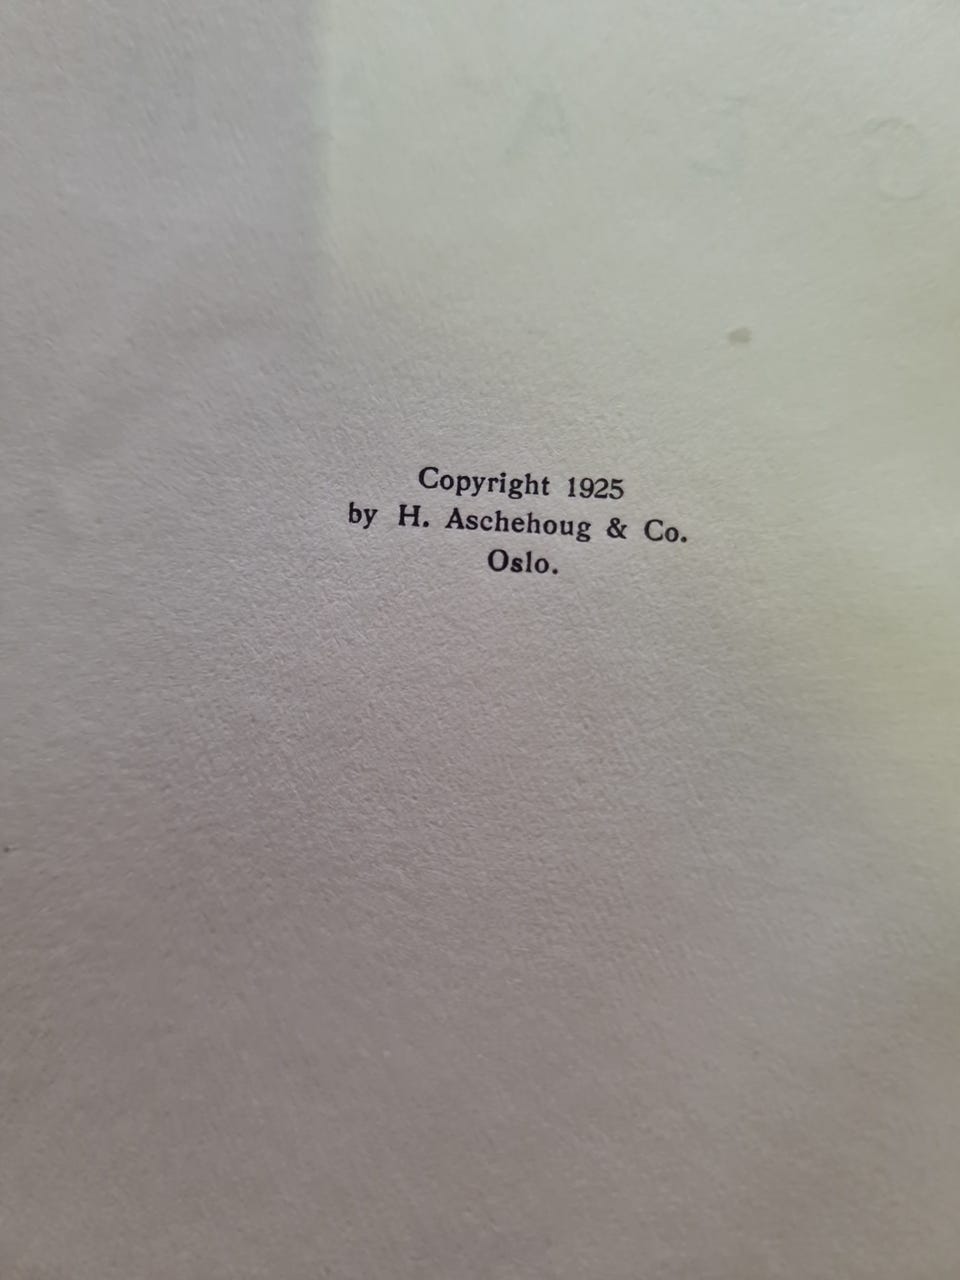 Copyright 1925
by H. Aschehoug & Co.
Oslo.